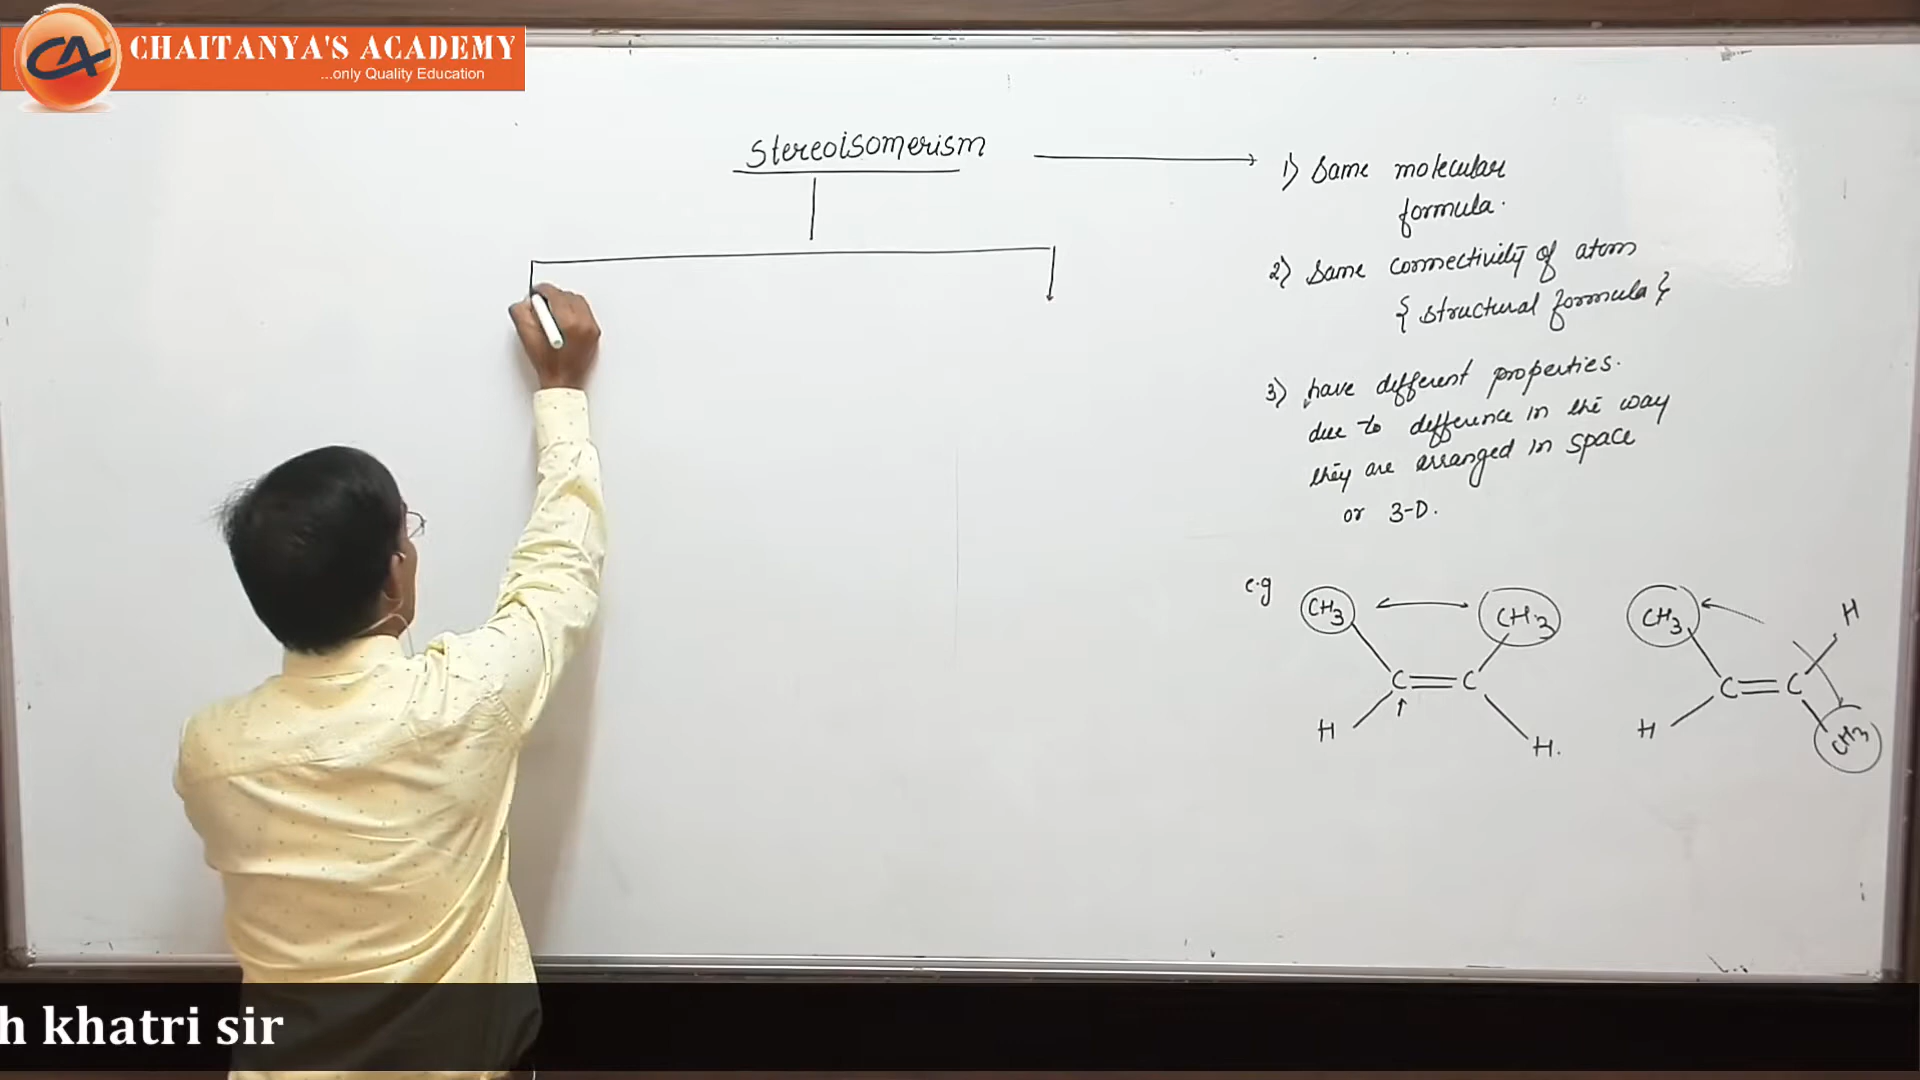 CA CHAITANYA'S ACADEMY
...only Quality Education
Stereoisomerism
1) Same molecular
formula.
2) Same connectivity of atom
{ structural formula }
3) have different properties.
due to difference in the way
they are arranged in space
or 3-D.
e.g
CH3 CH3
C=C
H H.
CH3 H
C=C
H CH3
h khatri sir